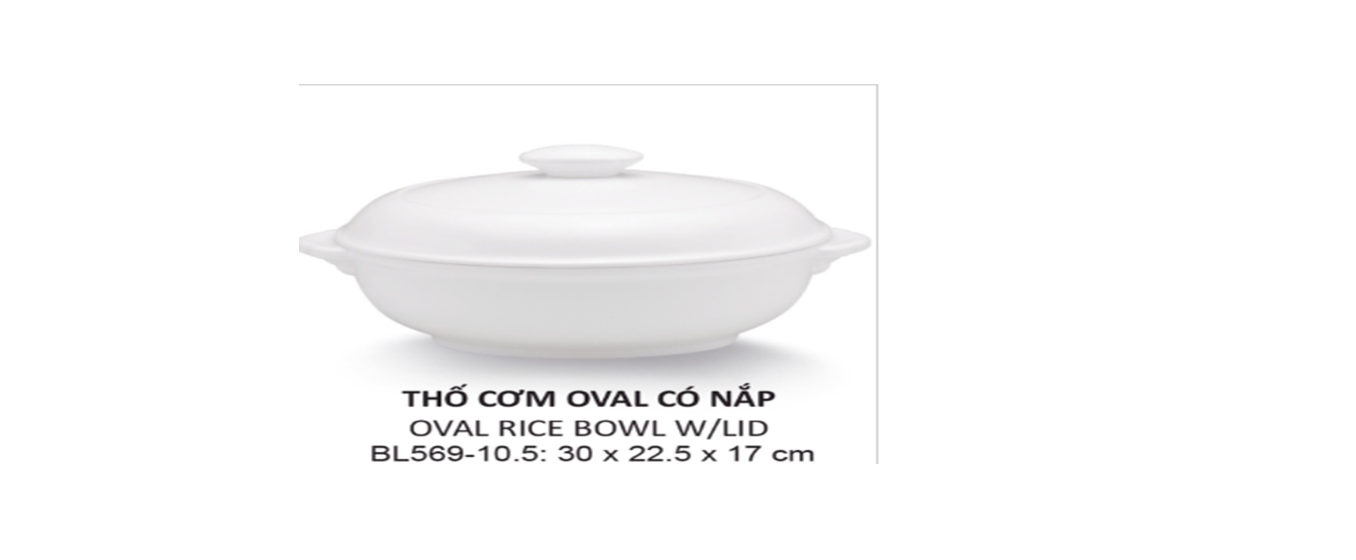 THỐ CƠM OVAL CÓ NẮP
OVAL RICE BOWL W/LID
BL569-10.5: 30 x 22.5 x 17 cm